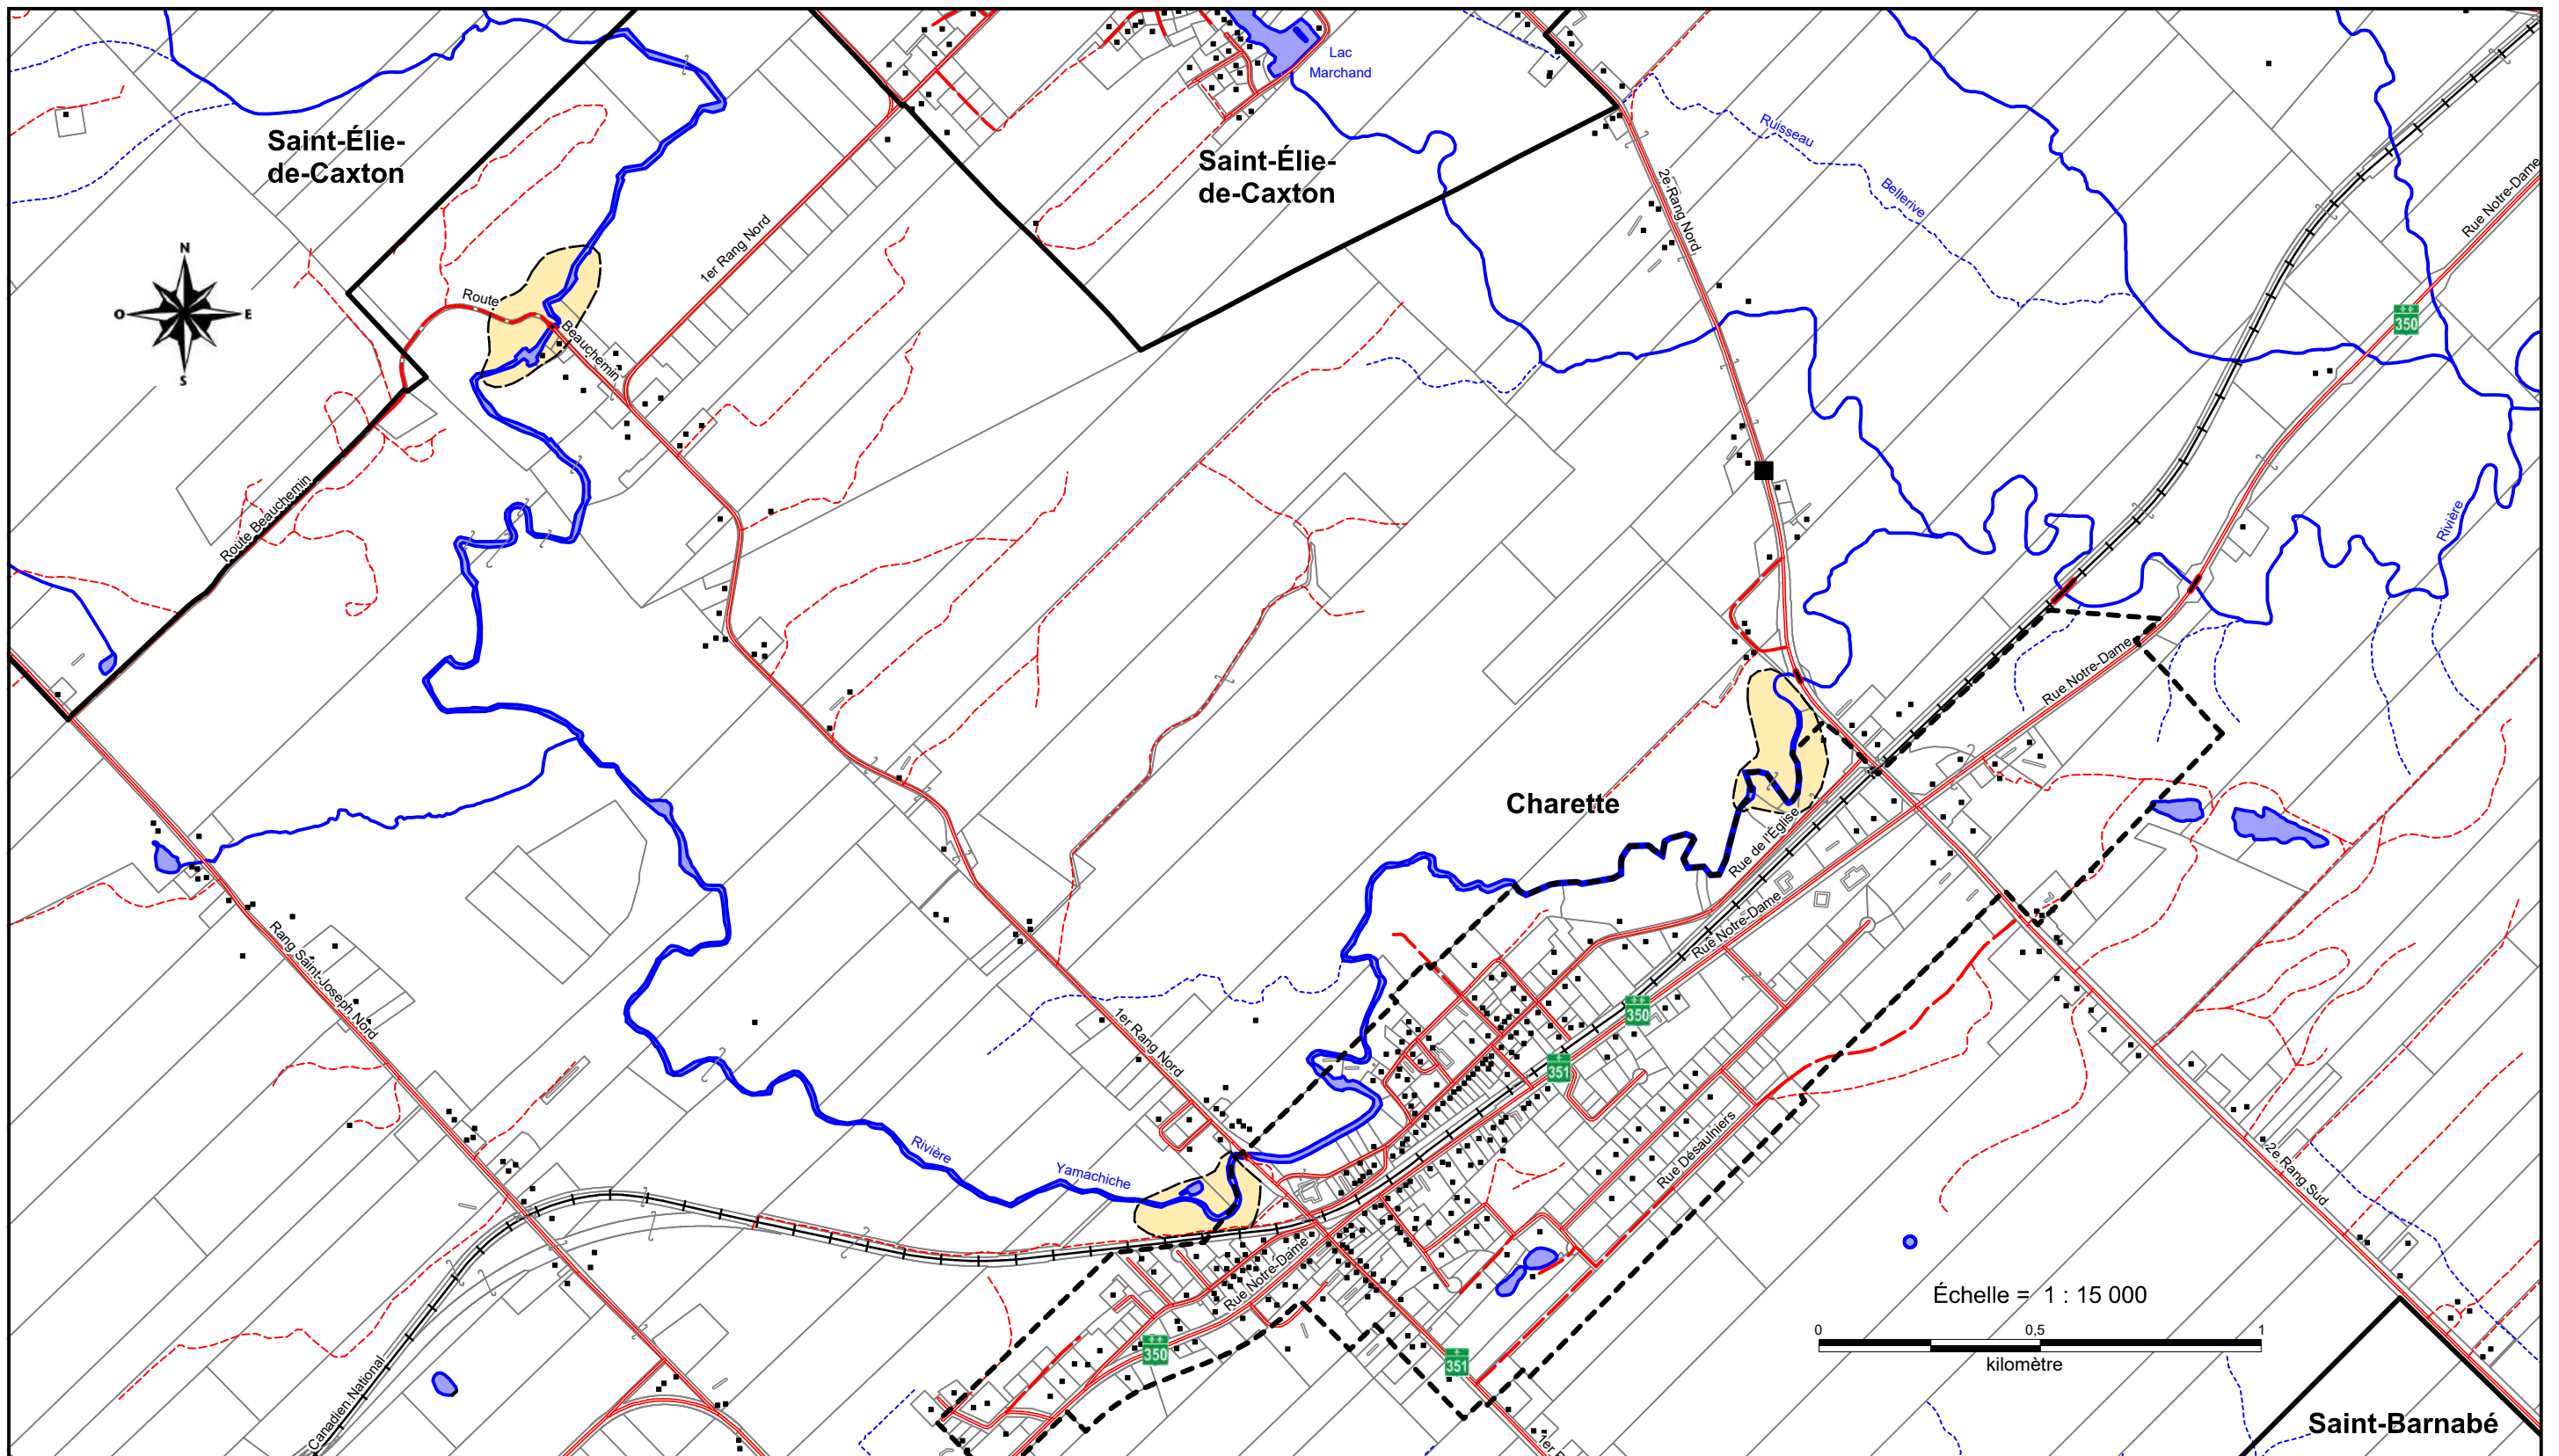 Lac
Marchand
Saint-Élie-
de-Caxton
Saint-Élie-
de-Caxton
Ruisseau
Bellerive
2e Rang Nord
Rue Notre-Dame
1er Rang Nord
N
O
E
S
Route
Beauchemin
350
Route Beauchemin
Rivière
Rue Notre-Dame
Charette
Rue de l'Église
Rue Notre-Dame
Rang Saint-Joseph Nord
350
1er Rang Nord
351
Rue Désaulniers
Rivière
Yamachiche
2e Rang Sud
Rue Notre-Dame
Échelle = 1 : 15 000
0
0,5
1
kilomètre
350
351
Canadien National
Saint-Barnabé